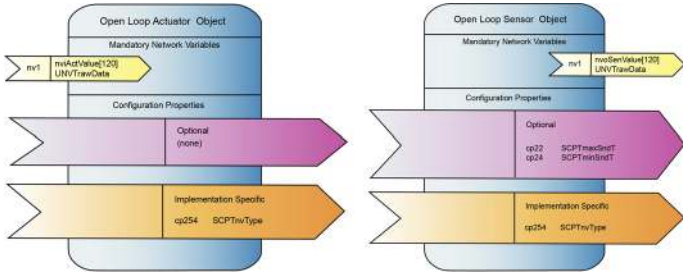 Open Loop Actuator Object
Mandatory Network Variables
nv1
nviActValue[120]
UNVTrawData
Configuration Properties
Optional
(none)
Implementation Specific
cp254 SCPTnvType
Open Loop Sensor Object
Mandatory Network Variables
nv1
nvoSenValue[120]
UNVTrawData
Configuration Properties
Optional
cp22 SCPTmaxSndT
cp24 SCPTminSndT
Implementation Specific
cp254 SCPTnvType